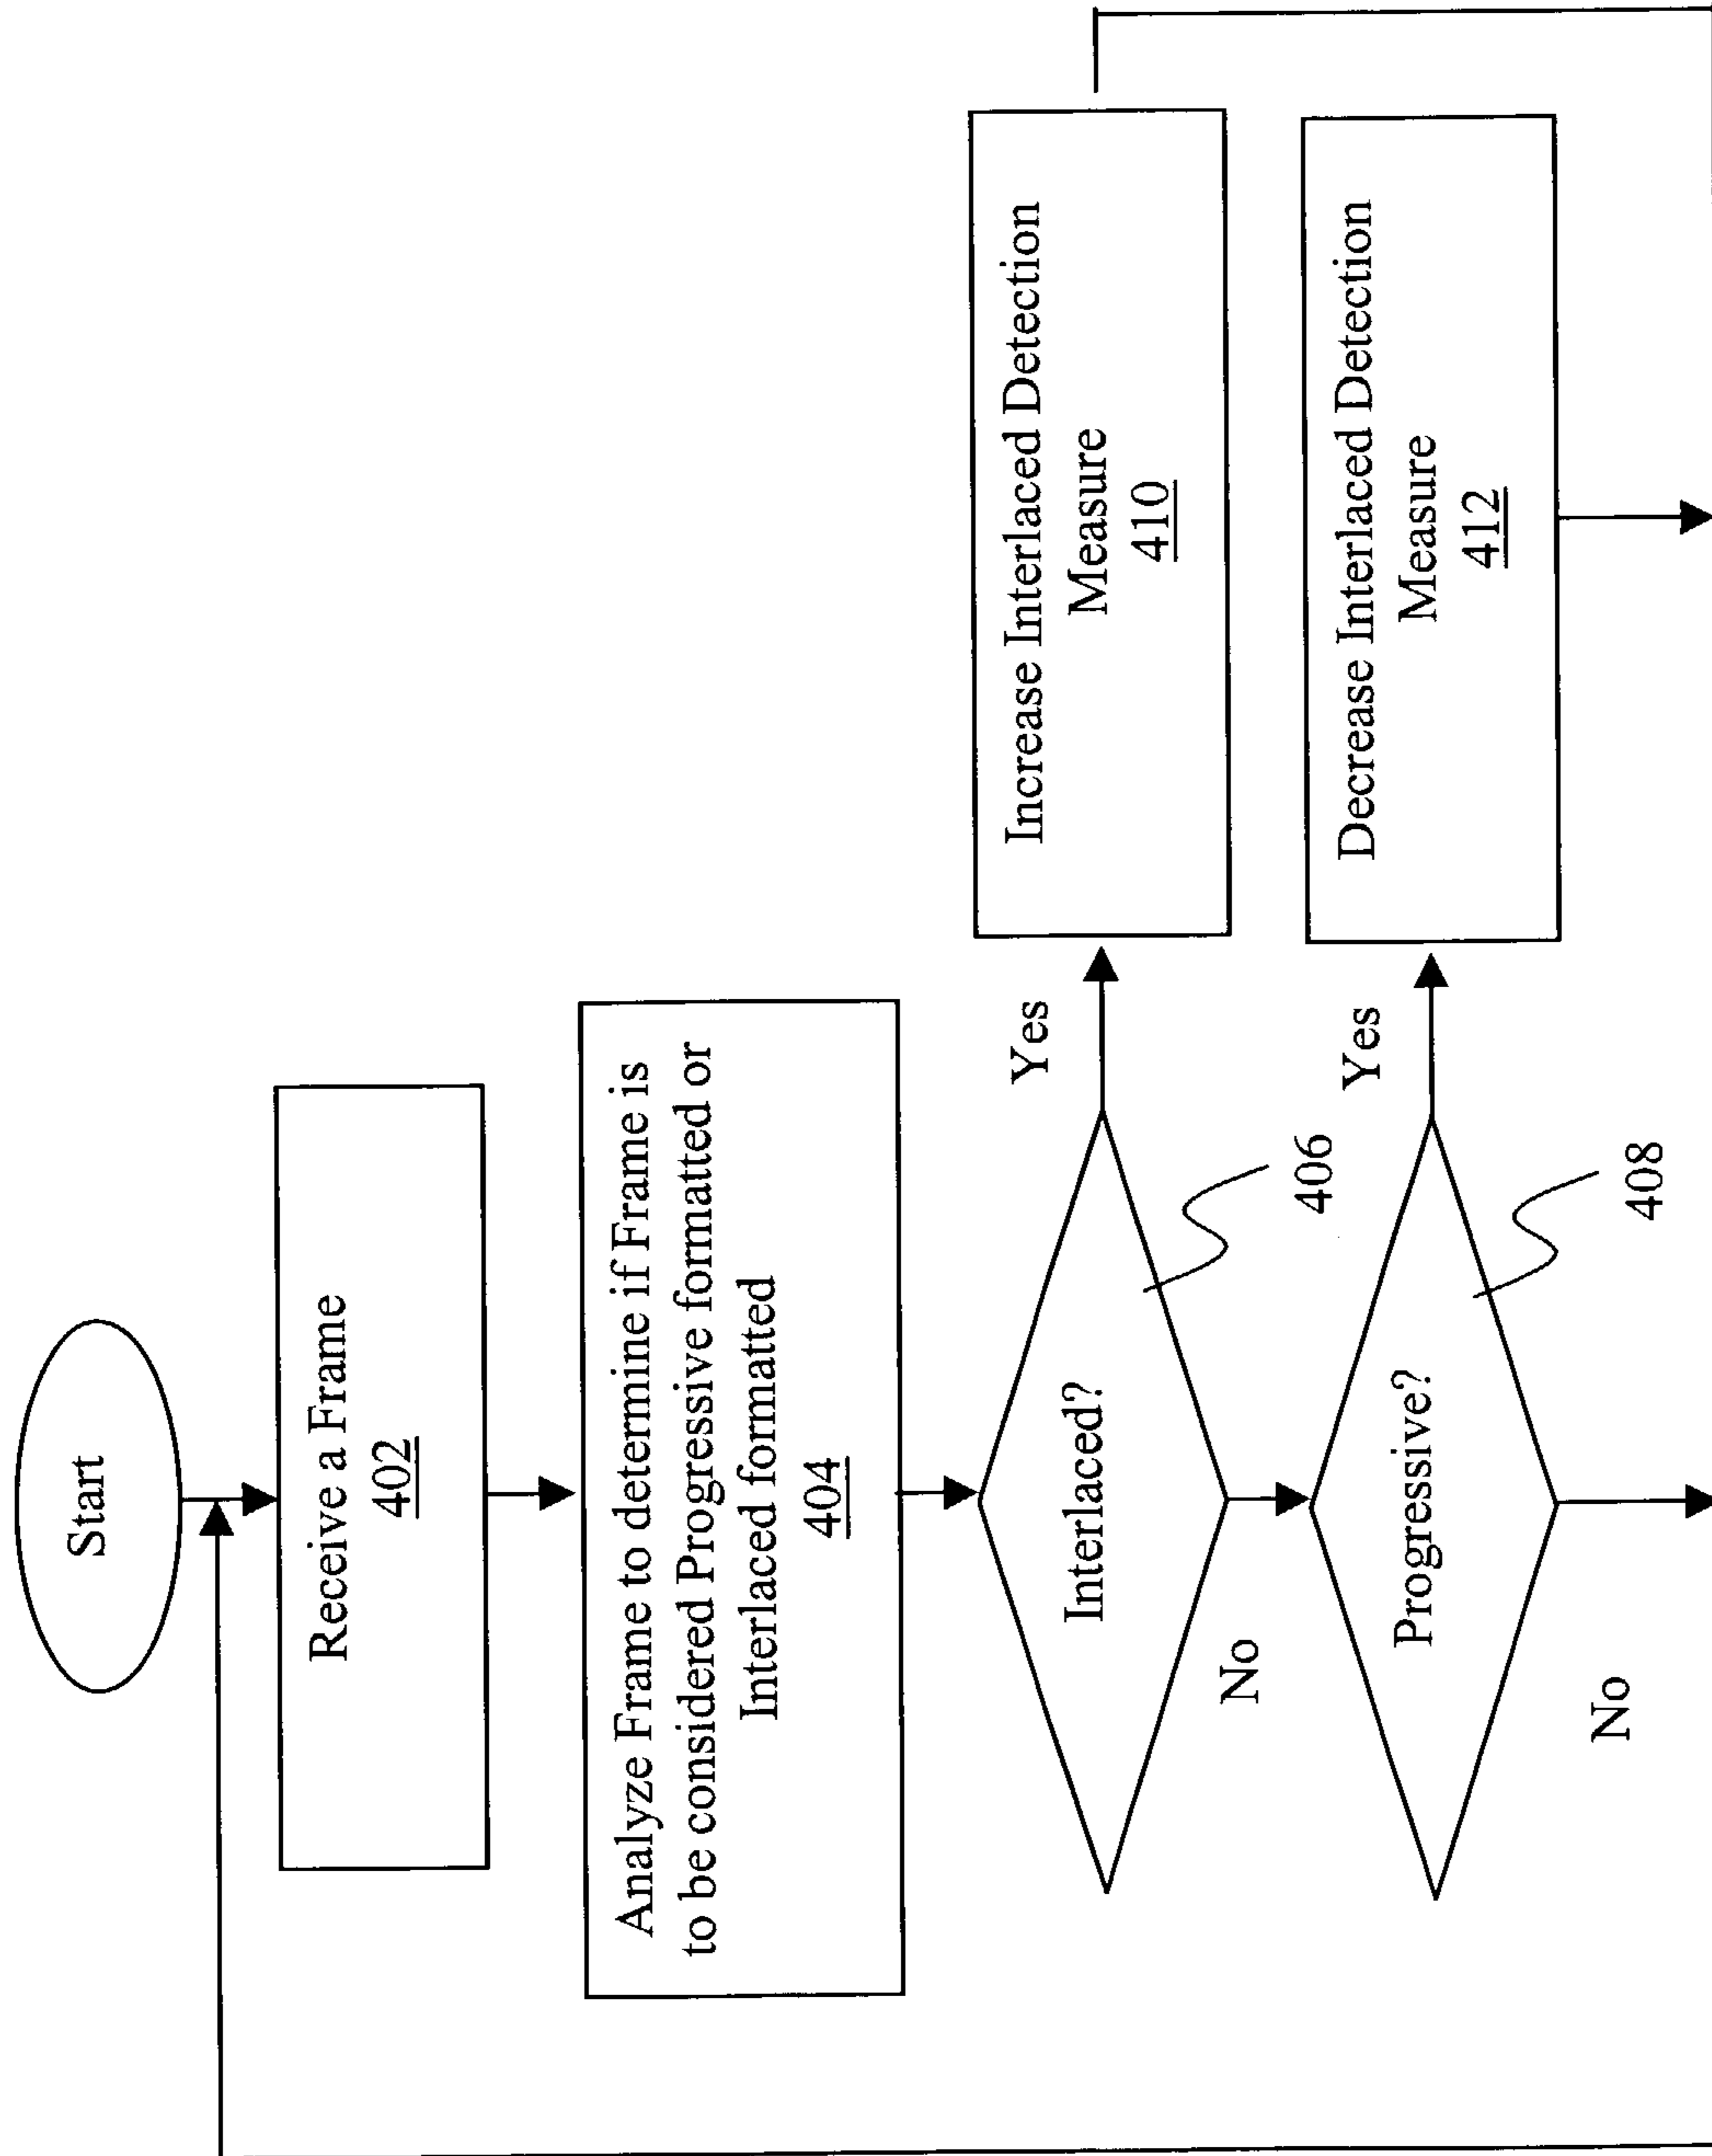 Start
Receive a Frame
402
Analyze Frame to determine if Frame is
to be considered Progressive formatted or
Interlaced formatted
404
Interlaced?
Yes
406
No
Increase Interlaced Detection
Measure
410
Progressive?
Yes
408
No
Decrease Interlaced Detection
Measure
412